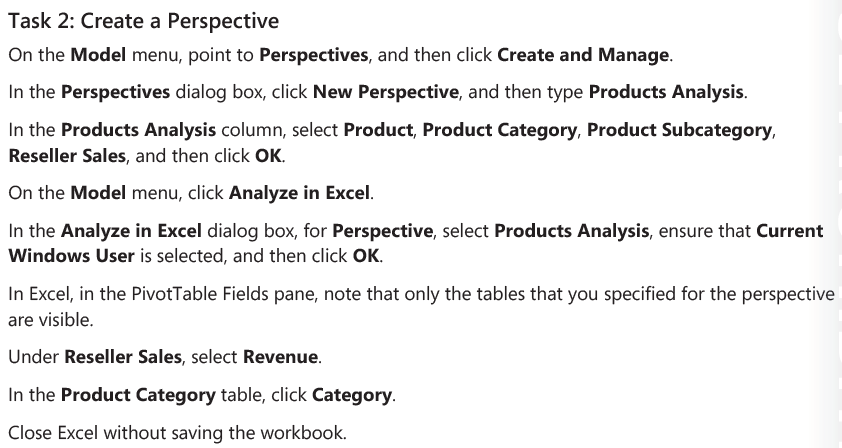 Task 2: Create a Perspective
On the Model menu, point to Perspectives, and then click Create and Manage.
In the Perspectives dialog box, click New Perspective, and then type Products Analysis.
In the Products Analysis column, select Product, Product Category, Product Subcategory,
Reseller Sales, and then click OK.
On the Model menu, click Analyze in Excel.
In the Analyze in Excel dialog box, for Perspective, select Products Analysis, ensure that Current
Windows User is selected, and then click OK.
In Excel, in the PivotTable Fields pane, note that only the tables that you specified for the perspective
are visible.
Under Reseller Sales, select Revenue.
In the Product Category table, click Category.
Close Excel without saving the workbook.